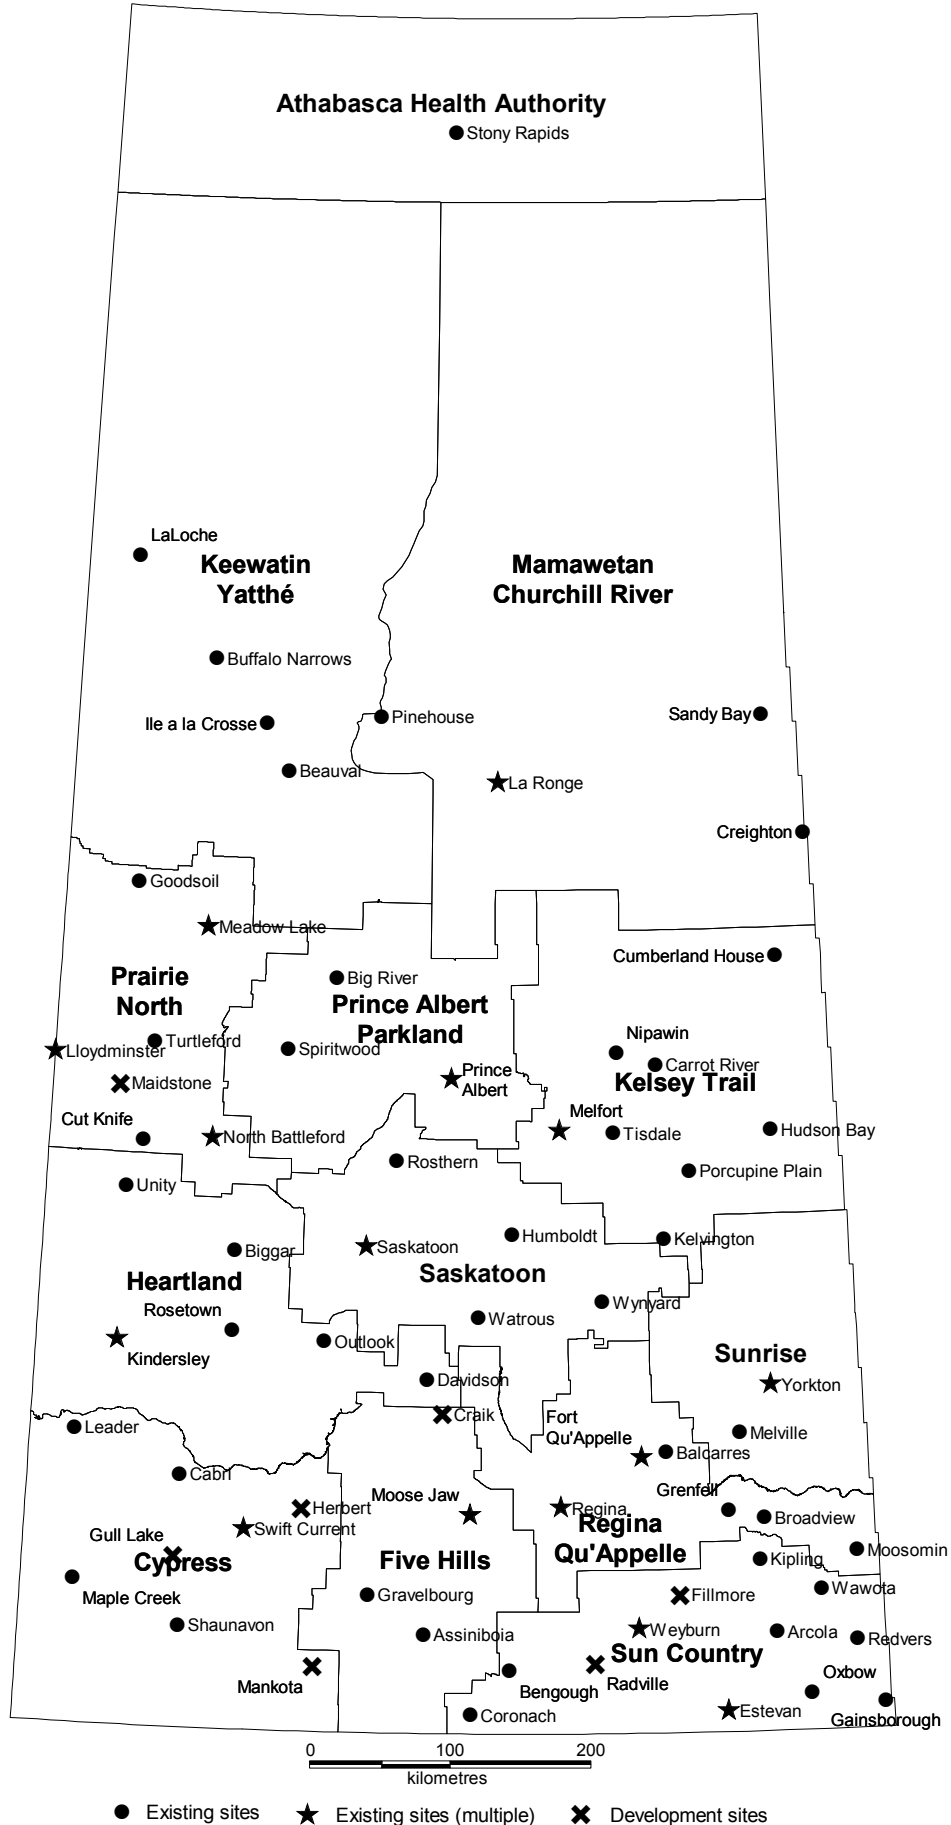 Athabasca Health Authority
Stony Rapids
LaLoche
Keewatin
Yatthé
Mamawetan
Churchill River
Buffalo Narrows
Ile a la Crosse
Pinehouse
Sandy Bay
Beauval
La Ronge
Creighton
Goodsoil
Meadow Lake
Cumberland House
Prairie
North
Big River
Prince Albert
Parkland
Nipawin
Turtleford
Lloydminster
Spiritwood
Carrot River
Kelsey Trail
Maidstone
Prince
Albert
Cut Knife
Melfort
North Battleford
Tisdale
Hudson Bay
Rosthern
Porcupine Plain
Unity
Humboldt
Kelvington
Biggar
Saskatoon
Saskatoon
Heartland
Rosetown
Wynyard
Watrous
Outlook
Kindersley
Sunrise
Davidson
Yorkton
Craik
Fort
Qu'Appelle
Leader
Melville
Balcarres
Cabri
Grenfell
Moose Jaw
Herbert
Regina
Broadview
Swift Current
Regina
Qu'Appelle
Gull Lake
Cypress
Five Hills
Moosomin
Kipling
Maple Creek
Gravelbourg
Fillmore
Wawota
Shaunavon
Assiniboia
Weyburn
Arcola
Redvers
Sun Country
Mankota
Bengough
Radville
Oxbow
Coronach
Estevan
Gainsborough
0 100 200
kilometres
Existing sites Existing sites (multiple) Development sites